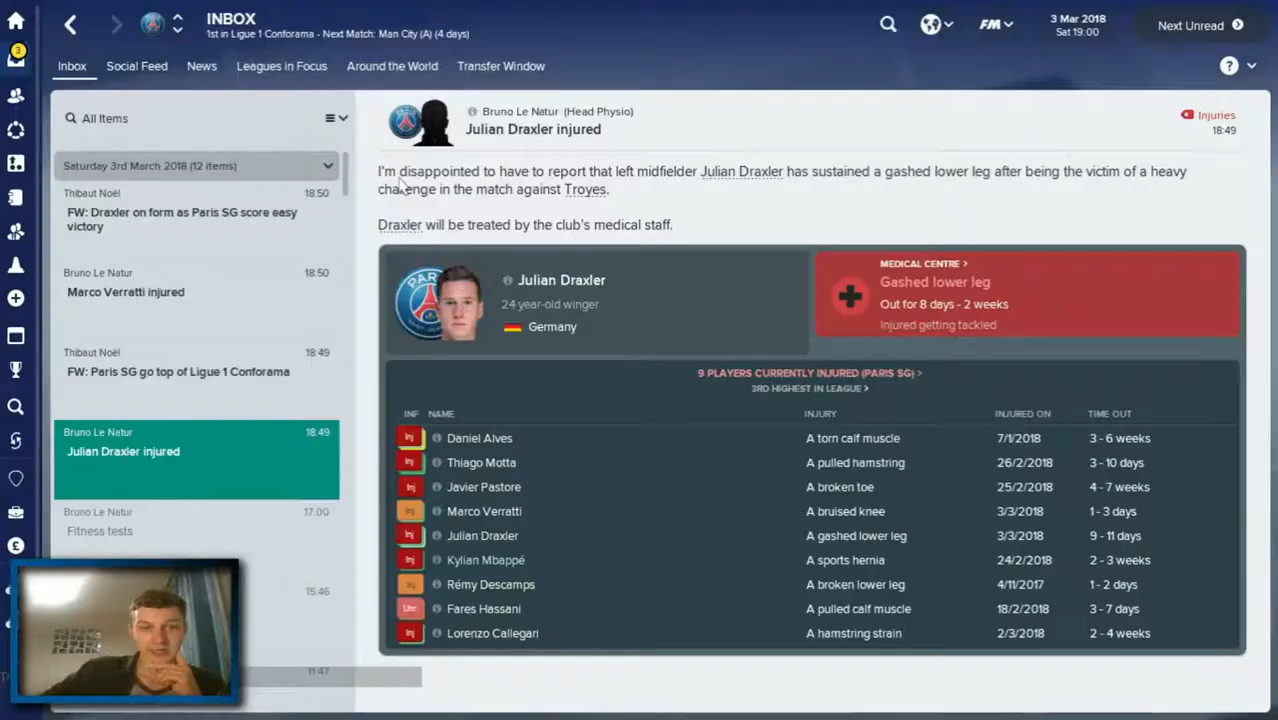 INBOX
1st in Ligue 1 Conforama - Next Match: Man City (A) (4 days)
FM
3 Mar 2018
Sat 19:00
Next Unread
3
Inbox
Social Feed
News
Leagues in Focus
Around the World
Transfer Window
?
All Items
Saturday 3rd March 2018 (12 items)
Thibaut Noël 18:50
FW: Draxler on form as Paris SG score easy
victory
Bruno Le Natur 18:50
Marco Verratti injured
Thibaut Noël 18:49
FW: Paris SG go top of Ligue 1 Conforama
Bruno Le Natur 18:49
Julian Draxler injured
Bruno Le Natur 17:00
Fitness tests
15:46
11:47
Bruno Le Natur (Head Physio)
Julian Draxler injured
Injuries
18:49
I'm disappointed to have to report that left midfielder Julian Draxler has sustained a gashed lower leg after being the victim of a heavy
challenge in the match against Troyes.
Draxler will be treated by the club's medical staff.
Julian Draxler
24 year-old winger
Germany
MEDICAL CENTRE >
Gashed lower leg
Out for 8 days - 2 weeks
Injured getting tackled
9 PLAYERS CURRENTLY INJURED (PARIS SG) >
3RD HIGHEST IN LEAGUE >
INF NAME INJURY INJURED ON TIME OUT
Inj Daniel Alves A torn calf muscle 7/1/2018 3 - 6 weeks
Inj Thiago Motta A pulled hamstring 26/2/2018 3 - 10 days
Inj Javier Pastore A broken toe 25/2/2018 4 - 7 weeks
Inj Marco Verratti A bruised knee 3/3/2018 1 - 3 days
Inj Julian Draxler A gashed lower leg 3/3/2018 9 - 11 days
Inj Kylian Mbappé A sports hernia 24/2/2018 2 - 3 weeks
Inj Rémy Descamps A broken lower leg 4/11/2017 1 - 2 days
Unr Fares Hassani A pulled calf muscle 18/2/2018 3 - 7 days
Inj Lorenzo Callegari A hamstring strain 2/3/2018 2 - 4 weeks